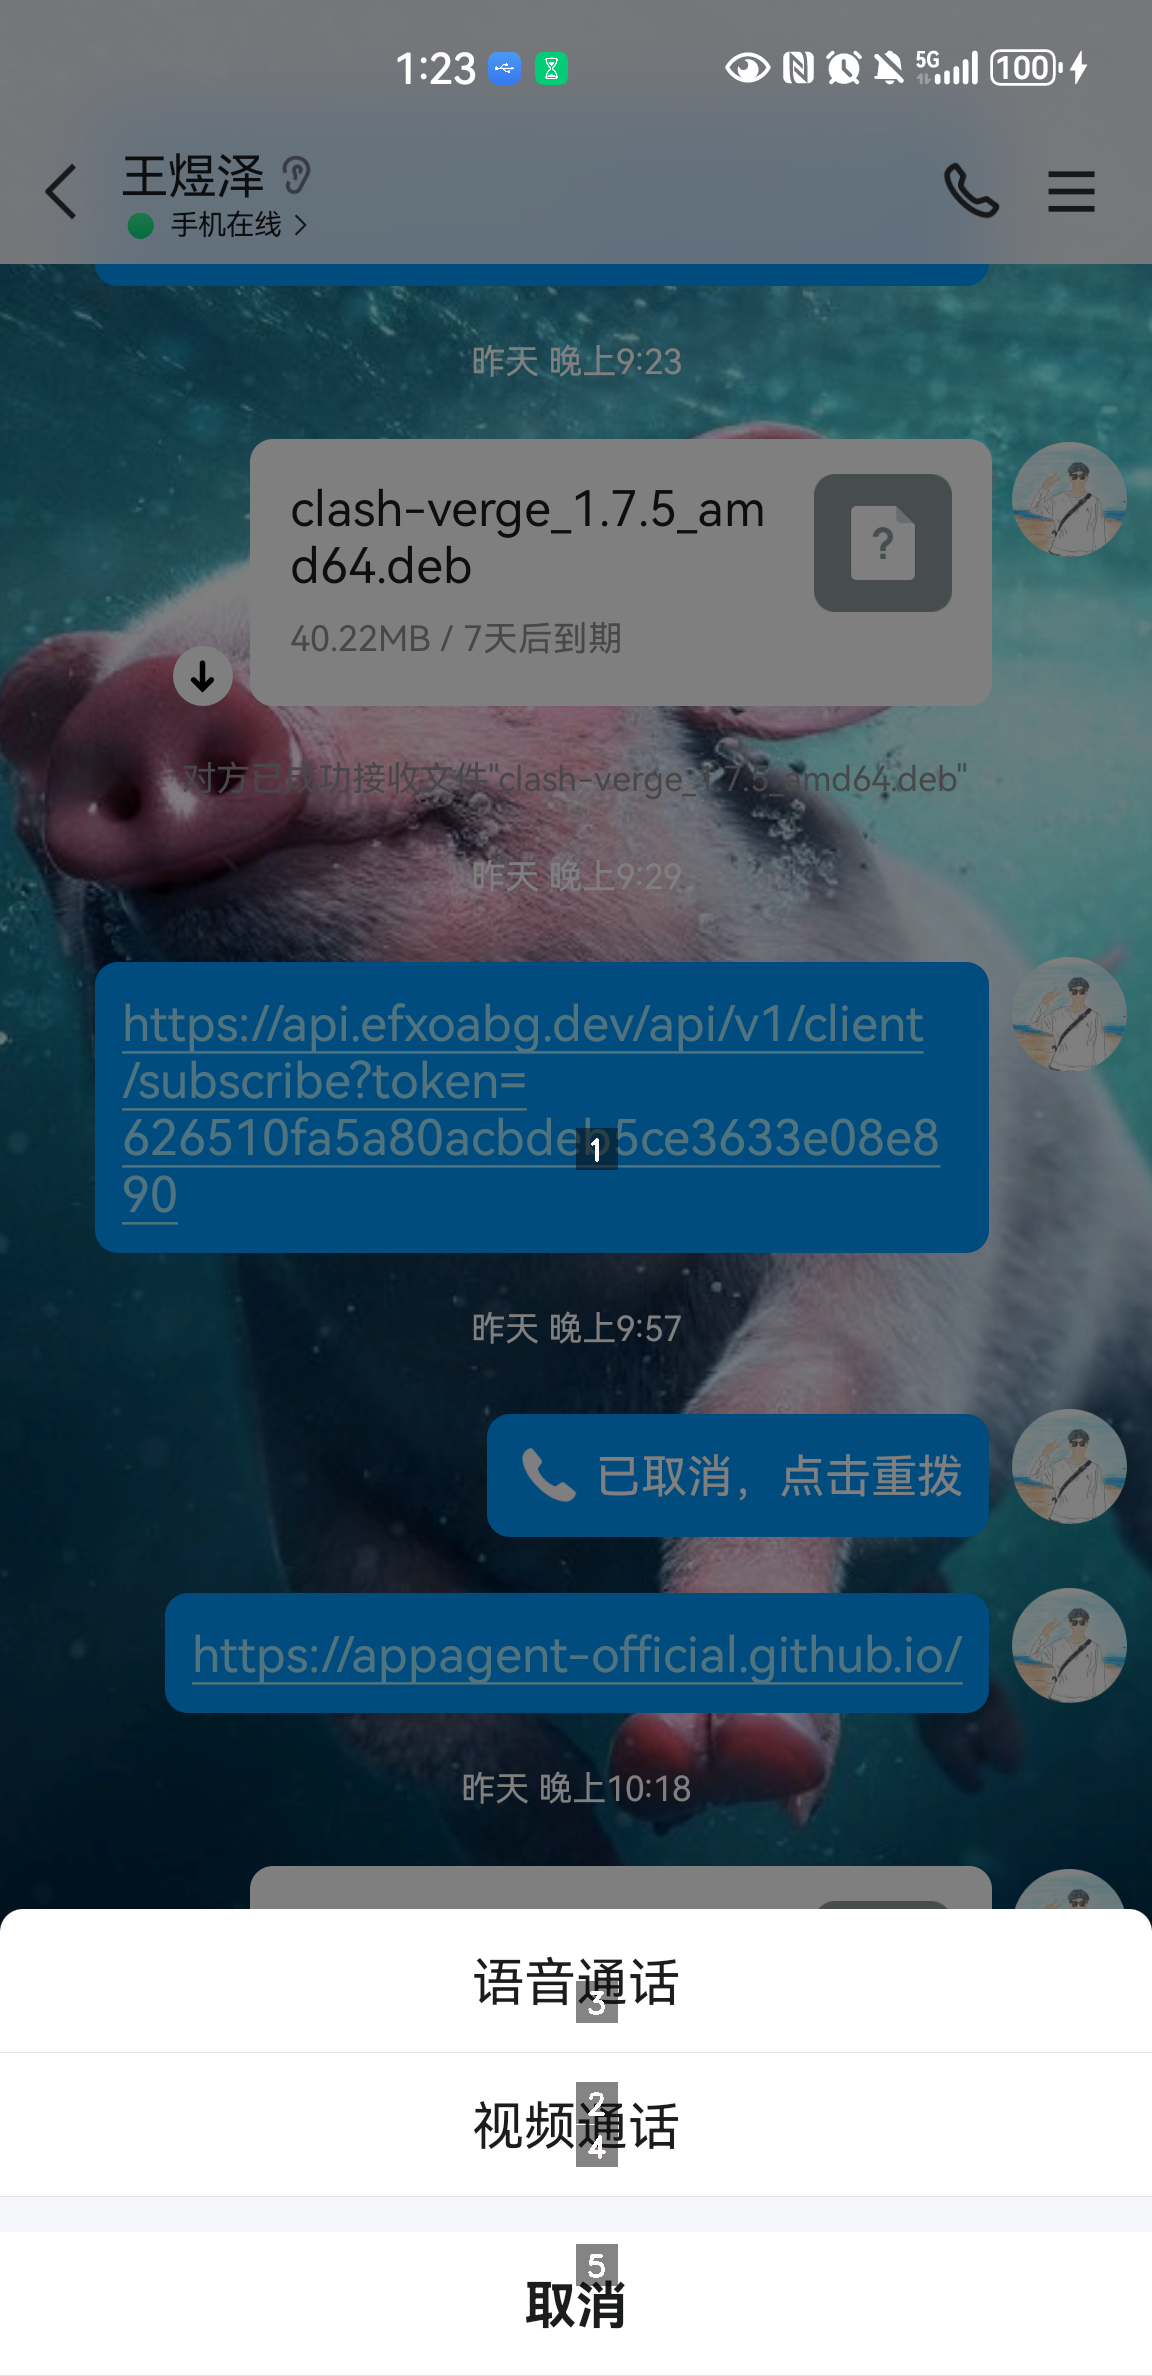 1:23 5G 100
王煜泽
手机在线
昨天 晚上9:23
clash-verge_1.7.5_am
d64.deb
?
40.22MB / 7天后到期
对方已成功接收文件"clash-verge_1.7.5_amd64.deb"
昨天 晚上9:29
https://api.efxoabg.dev/api/v1/client
/subscribe?token=
626510fa5a80acbdeb5ce3633e08e8
90
1
昨天 晚上9:57
已取消，点击重拨
https://appagent-official.github.io/
昨天 晚上10:18
语音通话
3
2
视频通话
4
5
取消